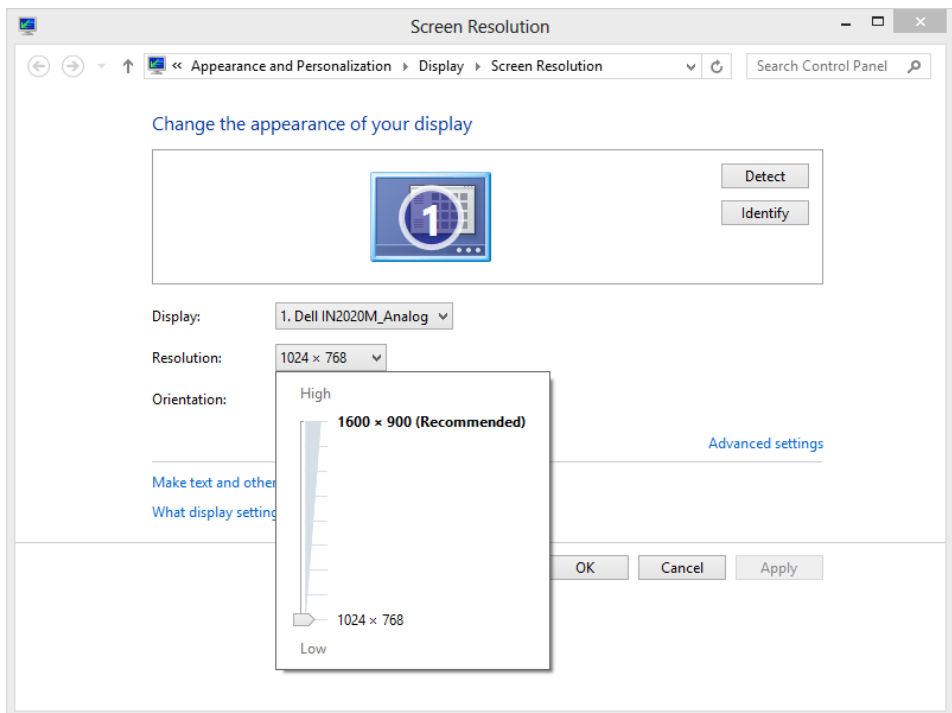 Screen Resolution
« Appearance and Personalization Display Screen Resolution Search Control Panel
Change the appearance of your display
1
Detect
Identify
Display: 1. Dell IN2020M_Analog
Resolution: 1024 × 768
Orientation:
High
1600 × 900 (Recommended)
Advanced settings
Make text and other
What display setting
OK Cancel Apply
1024 × 768
Low